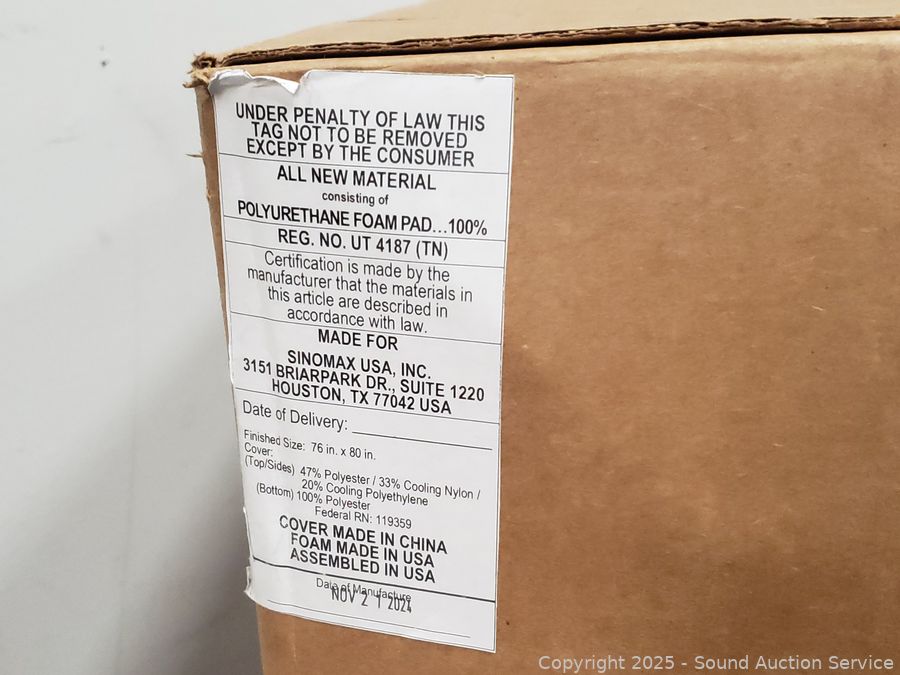 UNDER PENALTY OF LAW THIS
TAG NOT TO BE REMOVED
EXCEPT BY THE CONSUMER
ALL NEW MATERIAL
consisting of
POLYURETHANE FOAM PAD...100%
REG. NO. UT 4187 (TN)
Certification is made by the
manufacturer that the materials in
this article are described in
accordance with law.
MADE FOR
SINOMAX USA, INC.
3151 BRIARPARK DR., SUITE 1220
HOUSTON, TX 77042 USA
Date of Delivery:
Finished Size: 76 in. x 80 in.
Cover:
(Top/Sides) 47% Polyester / 33% Cooling Nylon /
20% Cooling Polyethylene
(Bottom) 100% Polyester
Federal RN: 119359
COVER MADE IN CHINA
FOAM MADE IN USA
ASSEMBLED IN USA
Date of Manufacture
NOV 21 2024
Copyright 2025 - Sound Auction Service